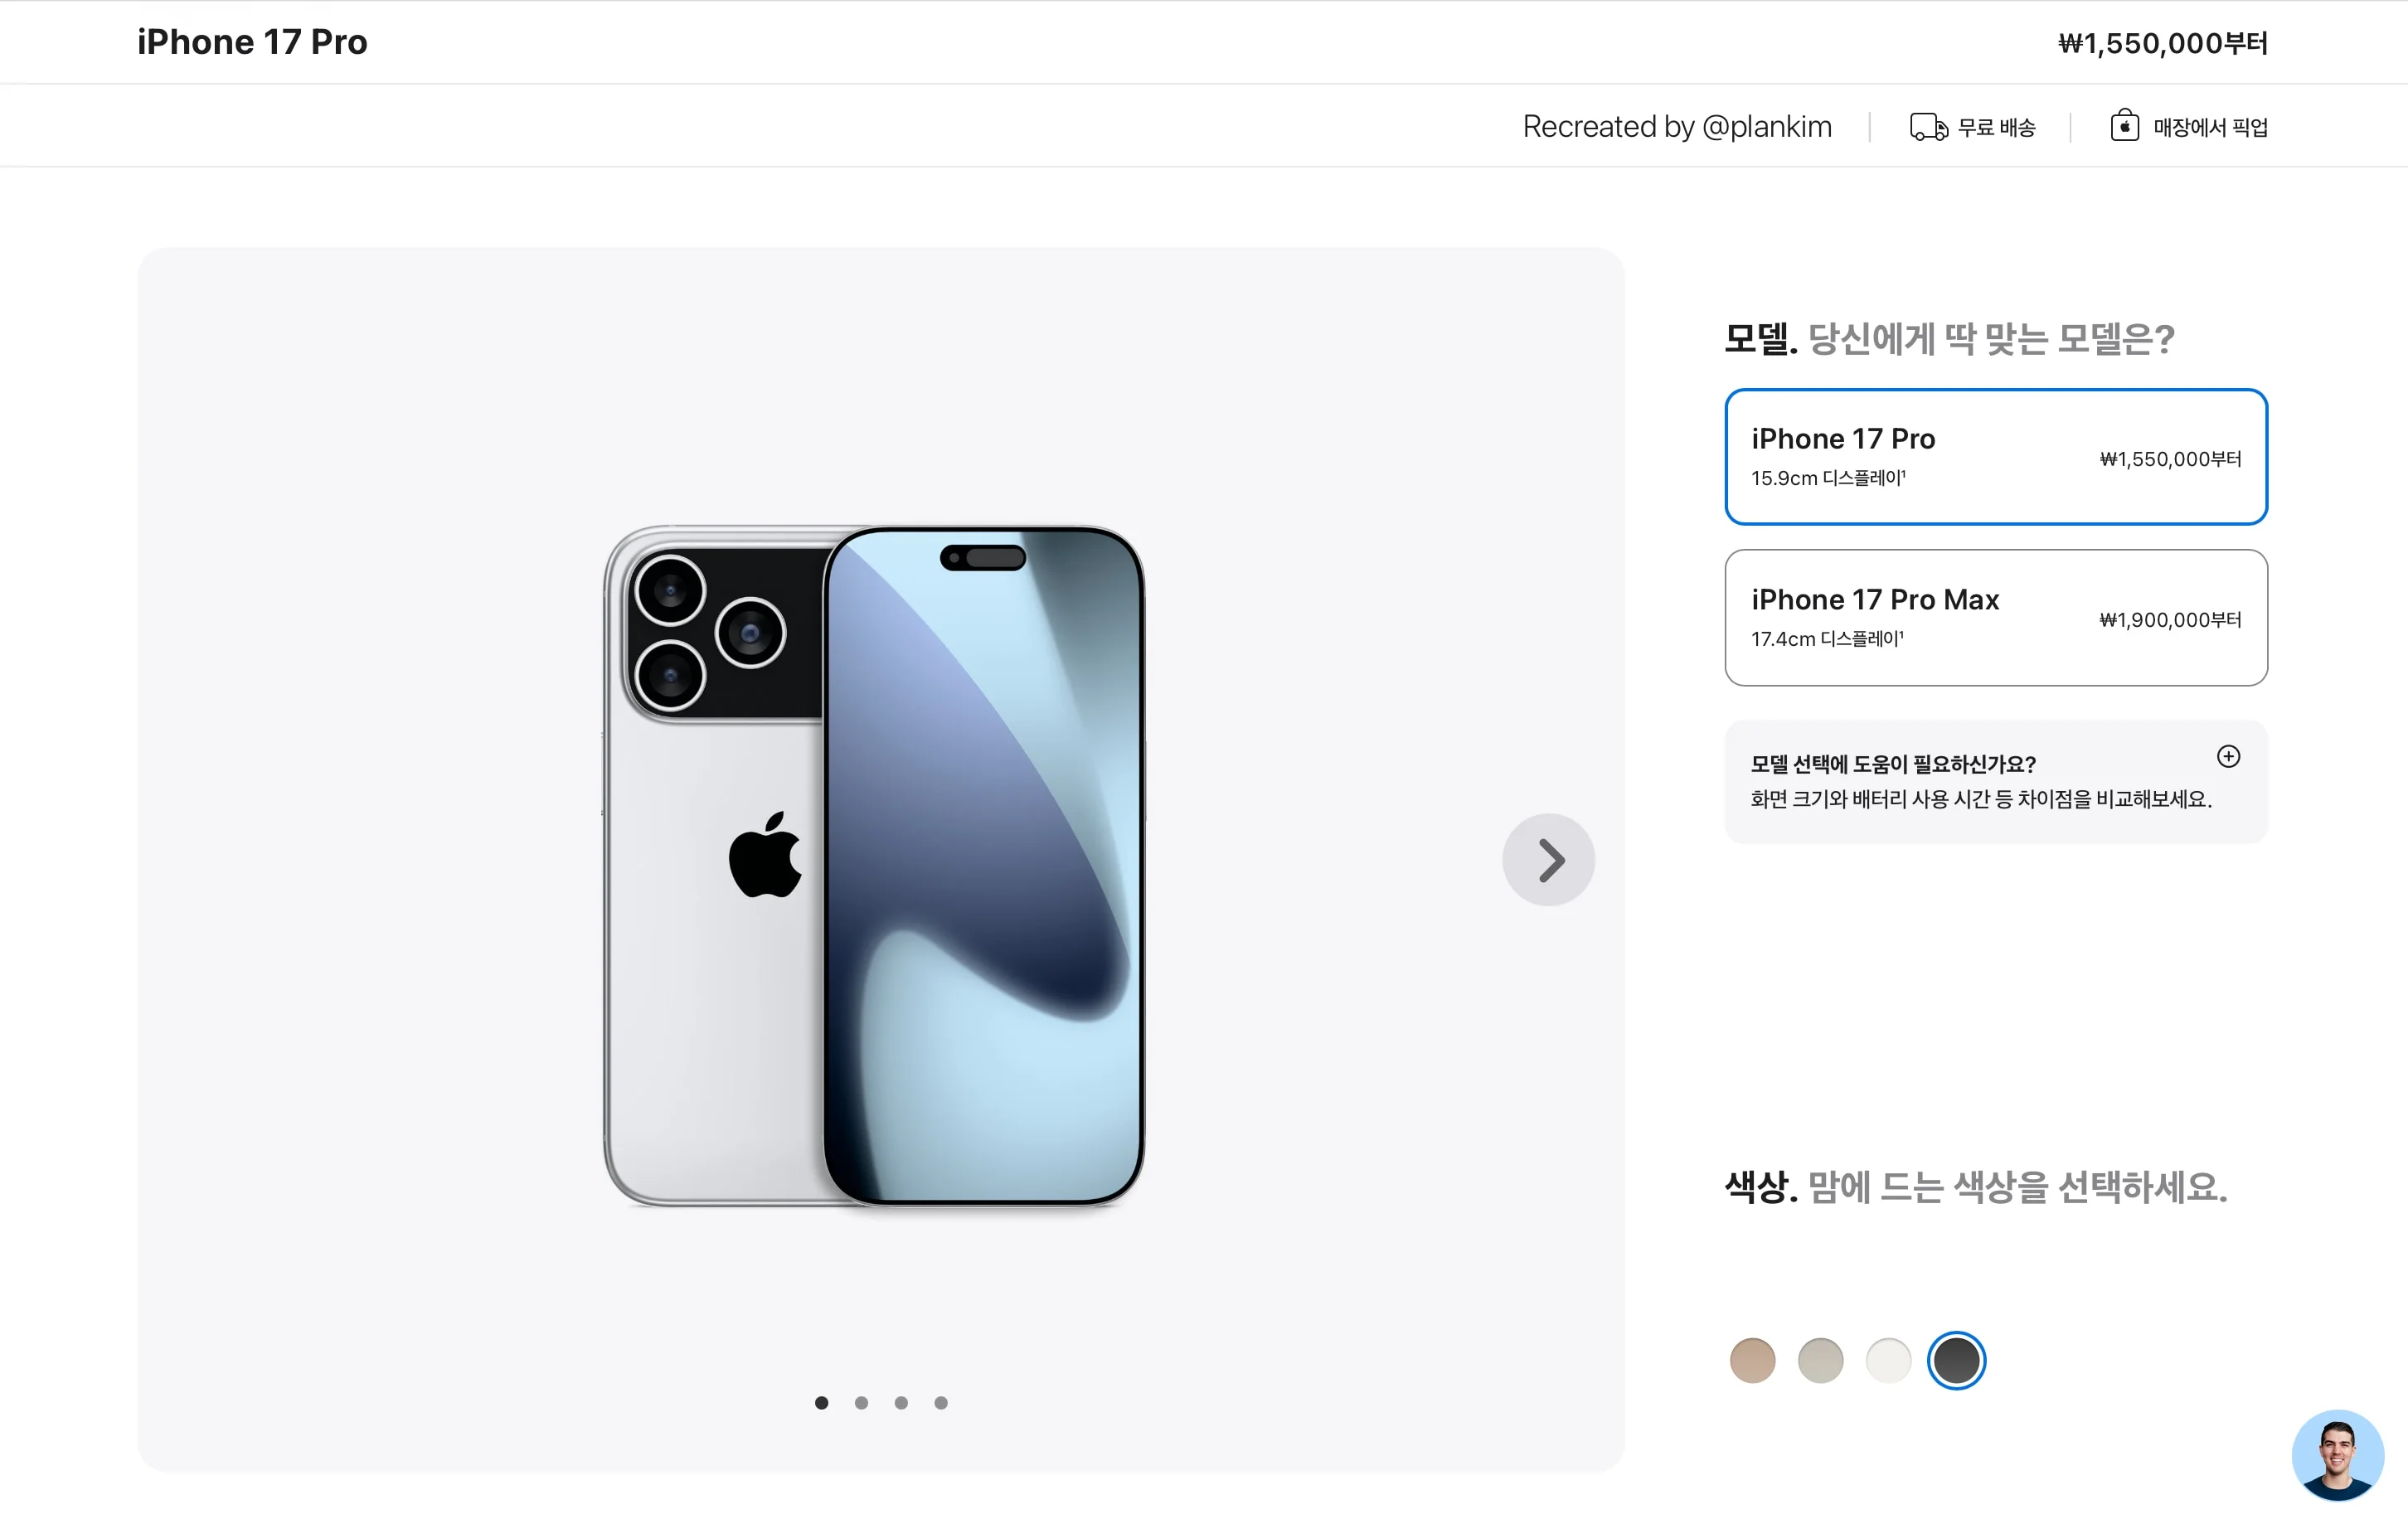 iPhone 17 Pro
₩1,550,000부터
Recreated by @plankim
무료 배송
매장에서 픽업
모델. 당신에게 딱 맞는 모델은?
iPhone 17 Pro
15.9cm 디스플레이¹
₩1,550,000부터
iPhone 17 Pro Max
17.4cm 디스플레이¹
₩1,900,000부터
모델 선택에 도움이 필요하신가요?
화면 크기와 배터리 사용 시간 등 차이점을 비교해보세요.
색상. 맘에 드는 색상을 선택하세요.